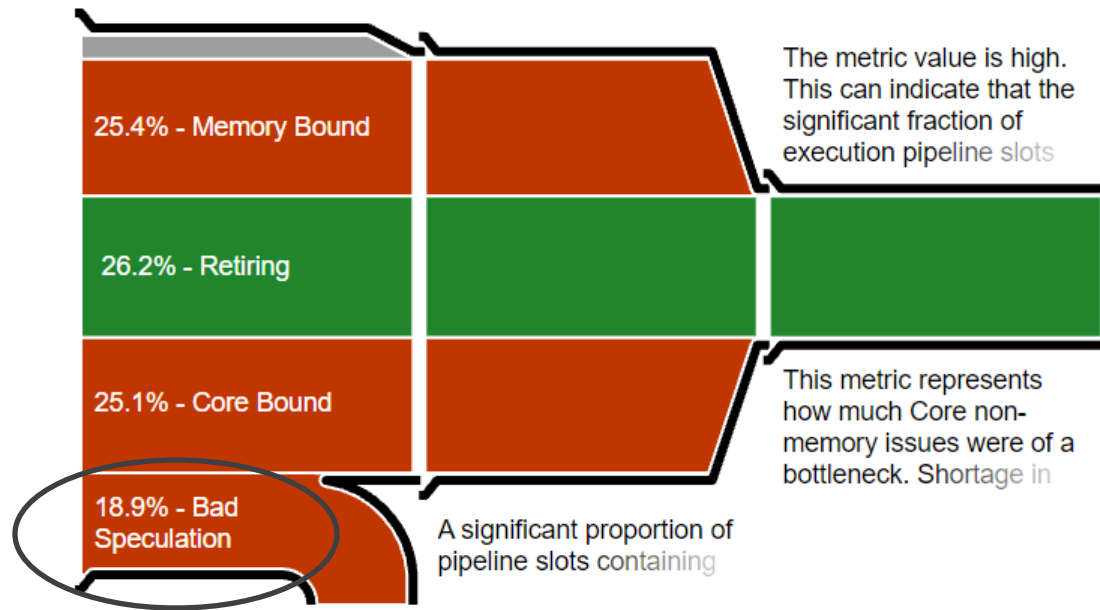 The metric value is high.
This can indicate that the
significant fraction of
execution pipeline slots
25.4% - Memory Bound
26.2% - Retiring
25.1% - Core Bound
This metric represents
how much Core non-
memory issues were of a
bottleneck. Shortage in
18.9% - Bad
Speculation
A significant proportion of
pipeline slots containing